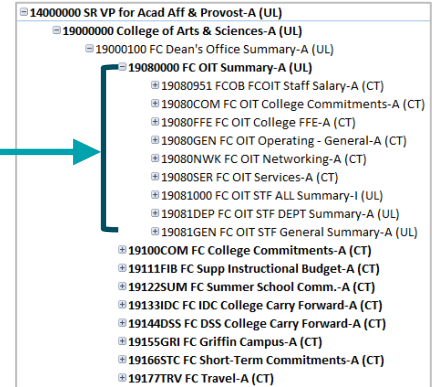 14000000 SR VP for Acad Aff & Provost-A (UL)
19000000 College of Arts & Sciences-A (UL)
19000100 FC Dean's Office Summary-A (UL)
19080000 FC OIT Summary-A (UL)
19080951 FCOB FCOIT Staff Salary-A (CT)
19080COM FC OIT College Commitments-A (CT)
19080FFE FC OIT College FFE-A (CT)
19080GEN FC OIT Operating - General-A (CT)
19080NWK FC OIT Networking-A (CT)
19080SER FC OIT Services-A (CT)
19081000 FC OIT STF ALL Summary-I (UL)
19081DEP FC OIT STF DEPT Summary-A (UL)
19081GEN FC OIT STF General Summary-A (UL)
19100COM FC College Commitments-A (CT)
19111FIB FC Supp Instructional Budget-A (CT)
19122SUM FC Summer School Comm.-A (CT)
19133IDC FC IDC College Carry Forward-A (CT)
19144DSS FC DSS College Carry Forward-A (CT)
19155GRI FC Griffin Campus-A (CT)
19166STC FC Short-Term Commitments-A (CT)
19177TRV FC Travel-A (CT)